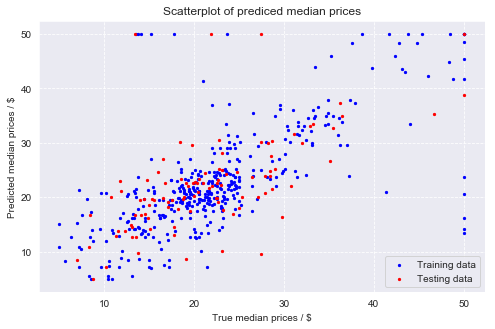 Scatterplot of prediced median prices
Predicted median prices / $
50
40
30
20
10
10
20
30
40
50
True median prices / $
Training data
Testing data